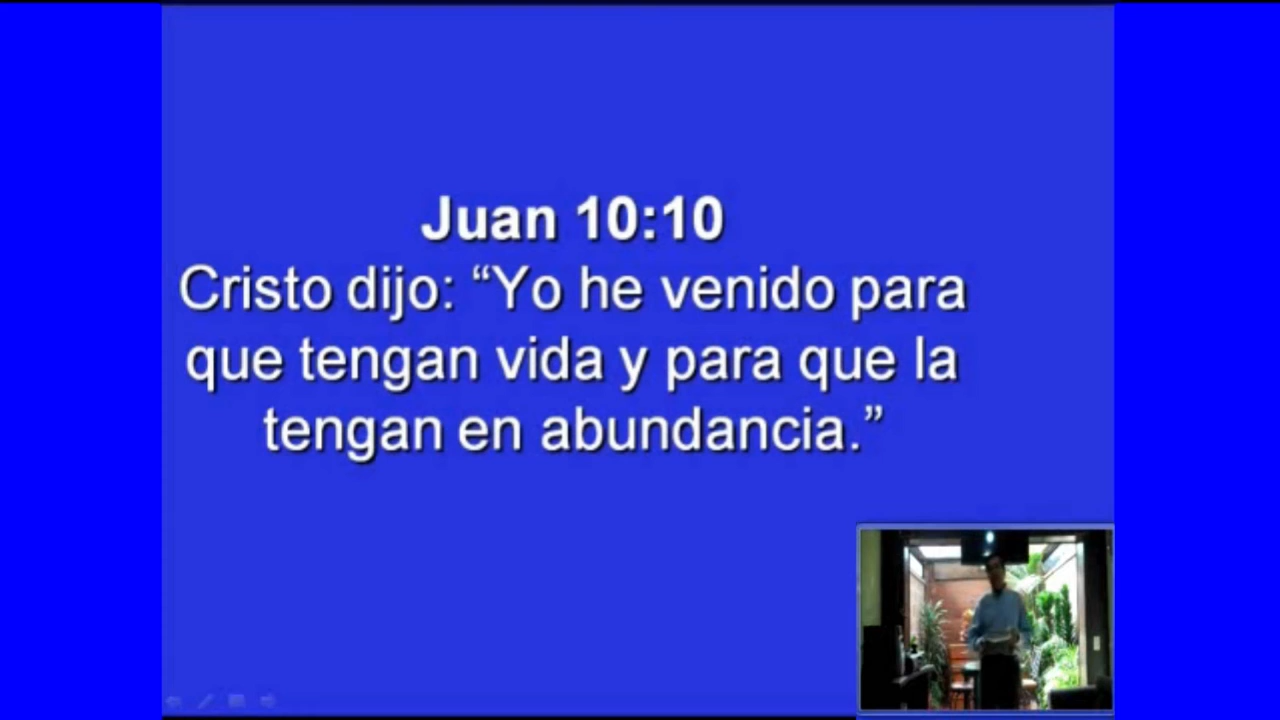 Juan 10:10
Cristo dijo: “Yo he venido para
que tengan vida y para que la
tengan en abundancia.”